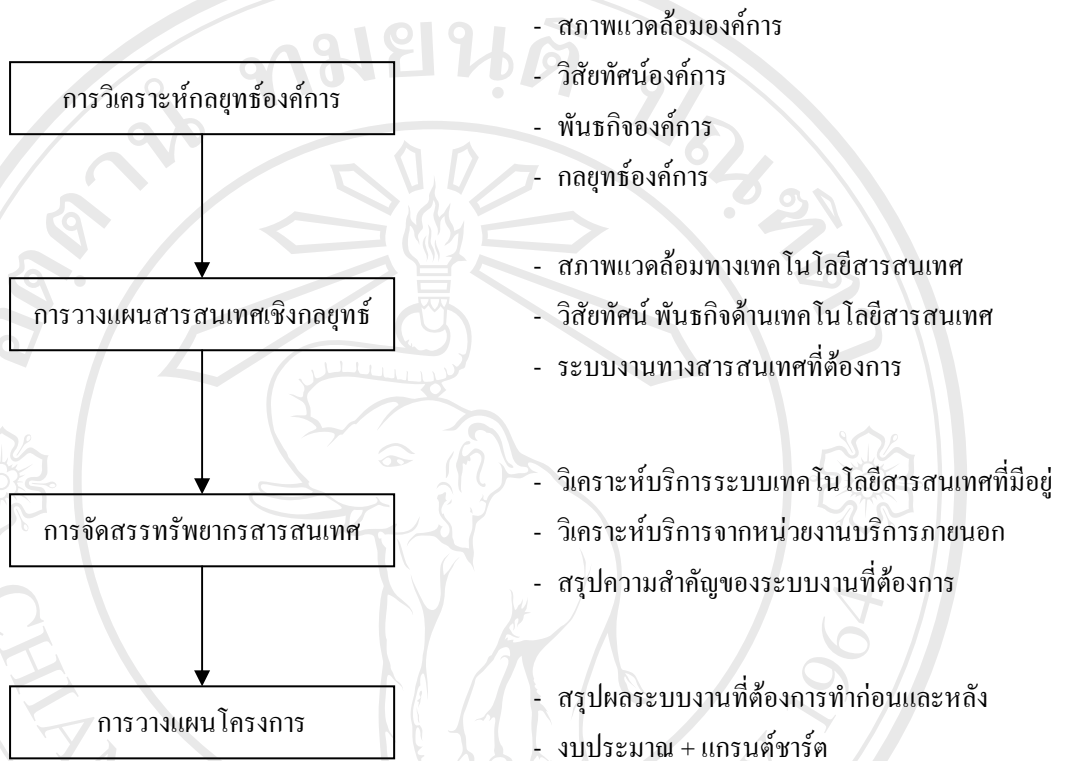 - สภาพแวดล้อมองค์การ
การวิเคราะห์กลยุทธ์องค์การ
- วิสัยทัศน์องค์การ
- พันธกิจองค์การ
- กลยุทธ์องค์การ
- สภาพแวดล้อมทางเทคโนโลยีสารสนเทศ
การวางแผนสารสนเทศเชิงกลยุทธ์
- วิสัยทัศน์ พันธกิจด้านเทคโนโลยีสารสนเทศ
- ระบบงานทางสารสนเทศที่ต้องการ
- วิเคราะห์บริการระบบเทคโนโลยีสารสนเทศที่มีอยู่
การจัดสรรทรัพยากรสารสนเทศ
- วิเคราะห์บริการจากหน่วยงานบริการภายนอก
- สรุปความสำคัญของระบบงานที่ต้องการ
- สรุปผลระบบงานที่ต้องการทำก่อนและหลัง
การวางแผนโครงการ
- งบประมาณ + แกรนต์ชาร์ต
1964